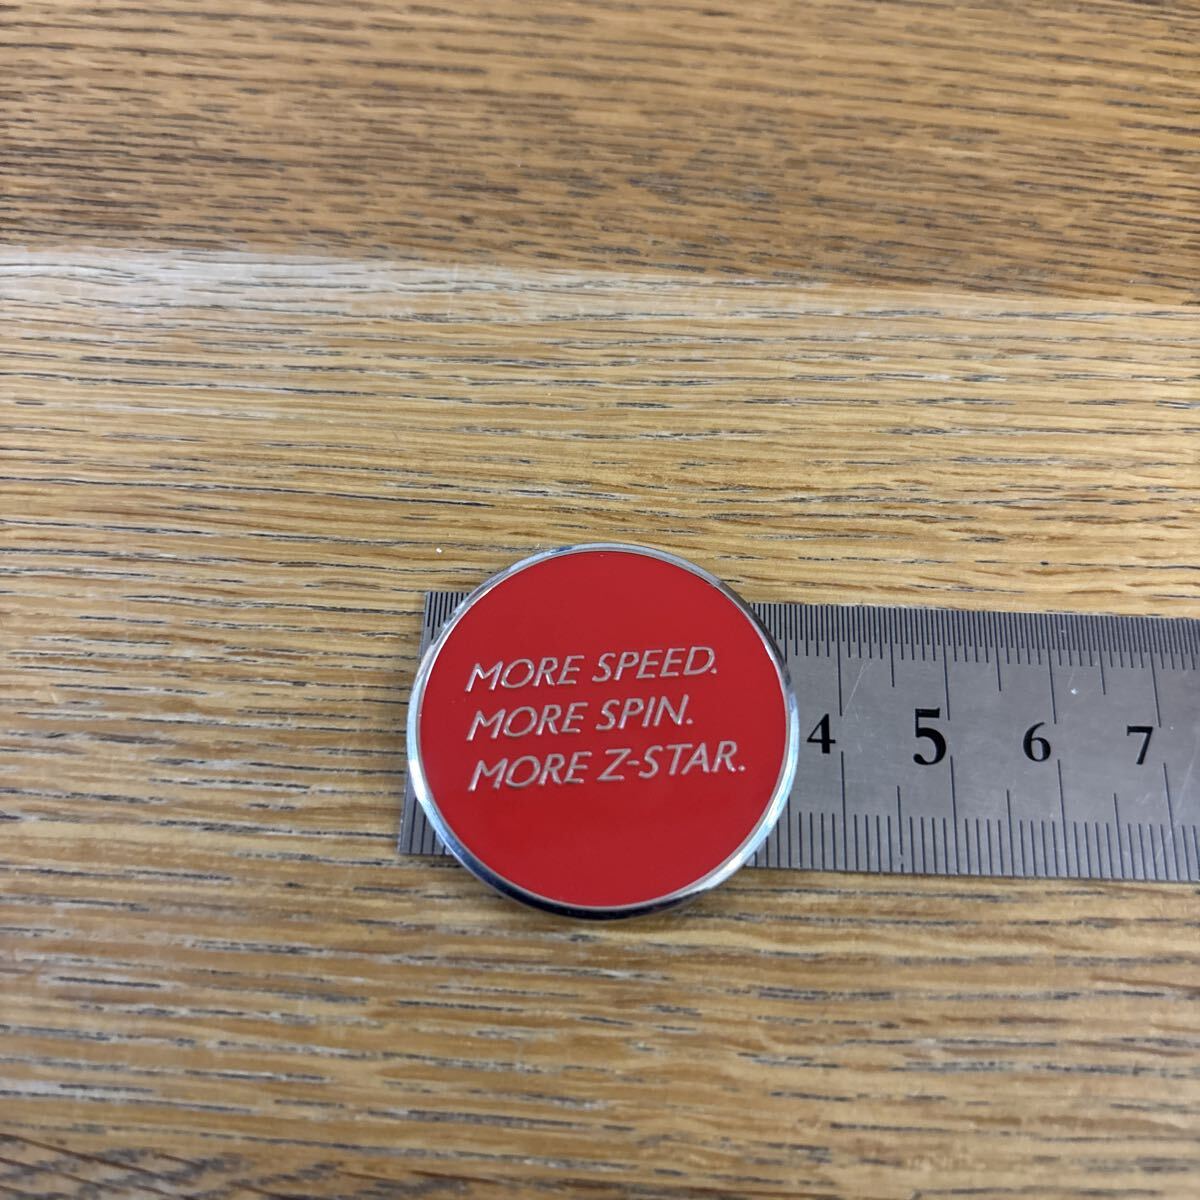 MORE SPEED.
MORE SPIN.
MORE Z-STAR.
4 5 6 7